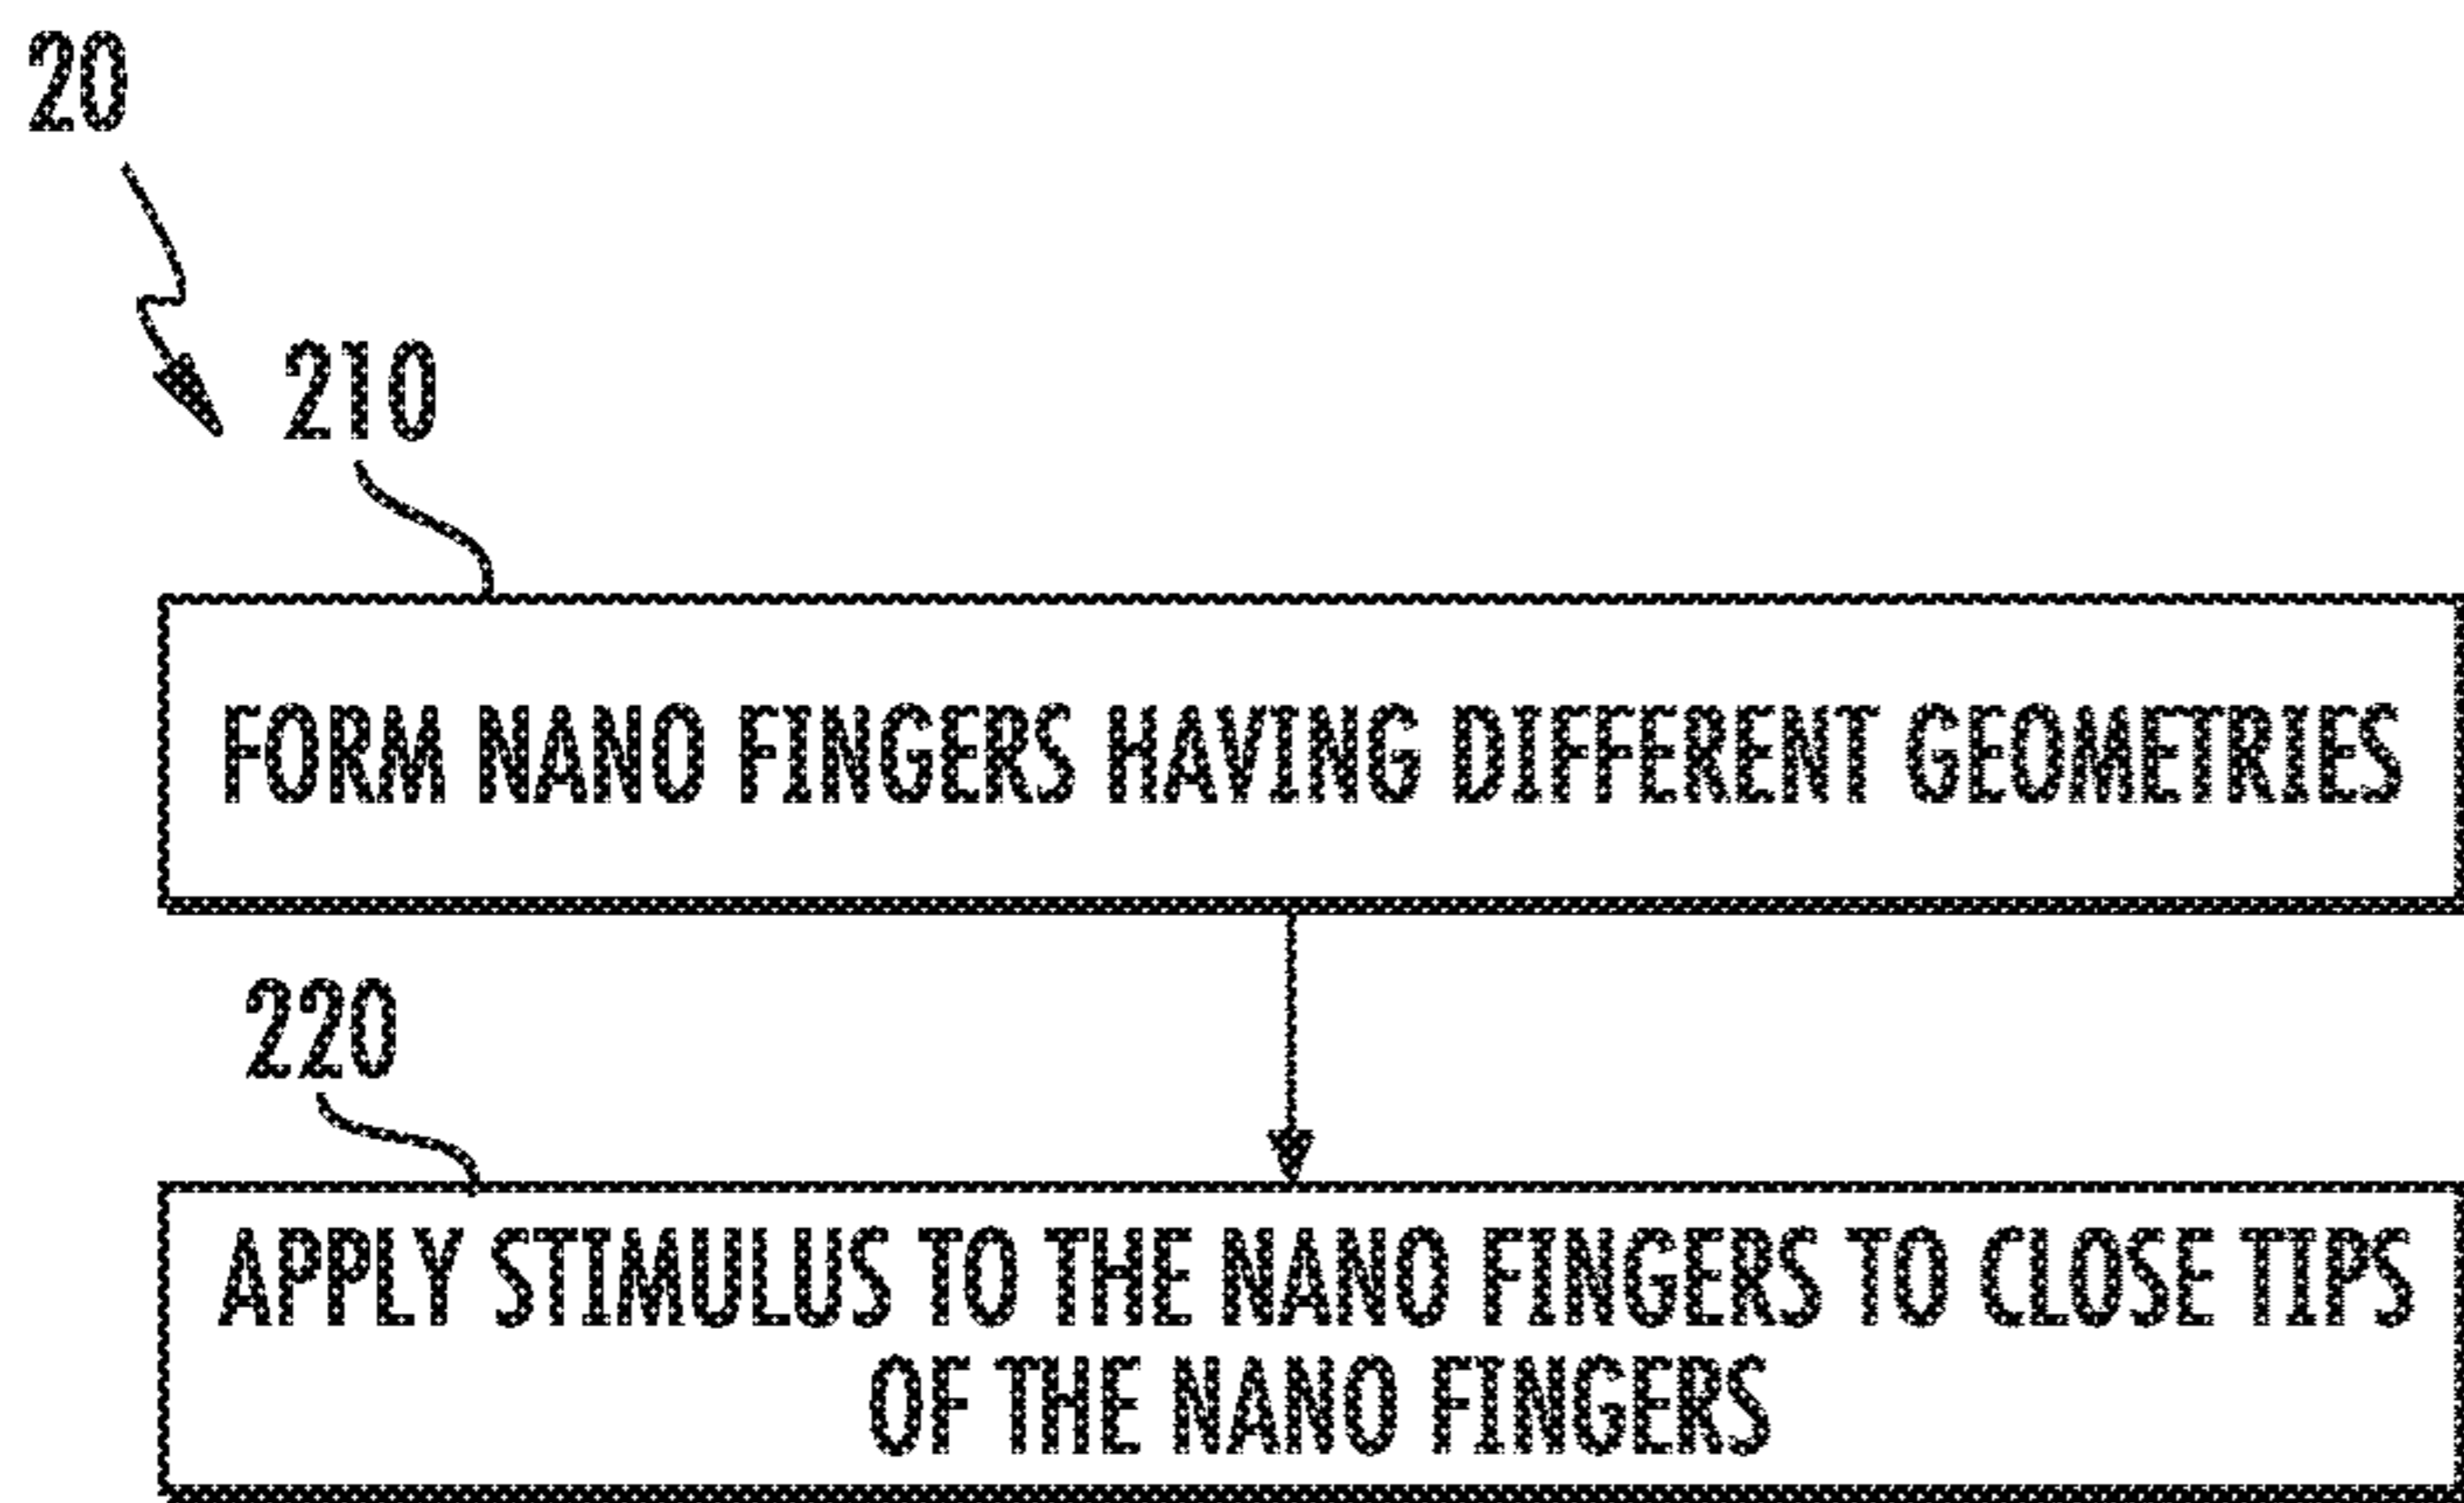 20
210
FORM NANO FINGERS HAVING DIFFERENT GEOMETRIES
220
APPLY STIMULUS TO THE NANO FINGERS TO CLOSE TIPS
OF THE NANO FINGERS